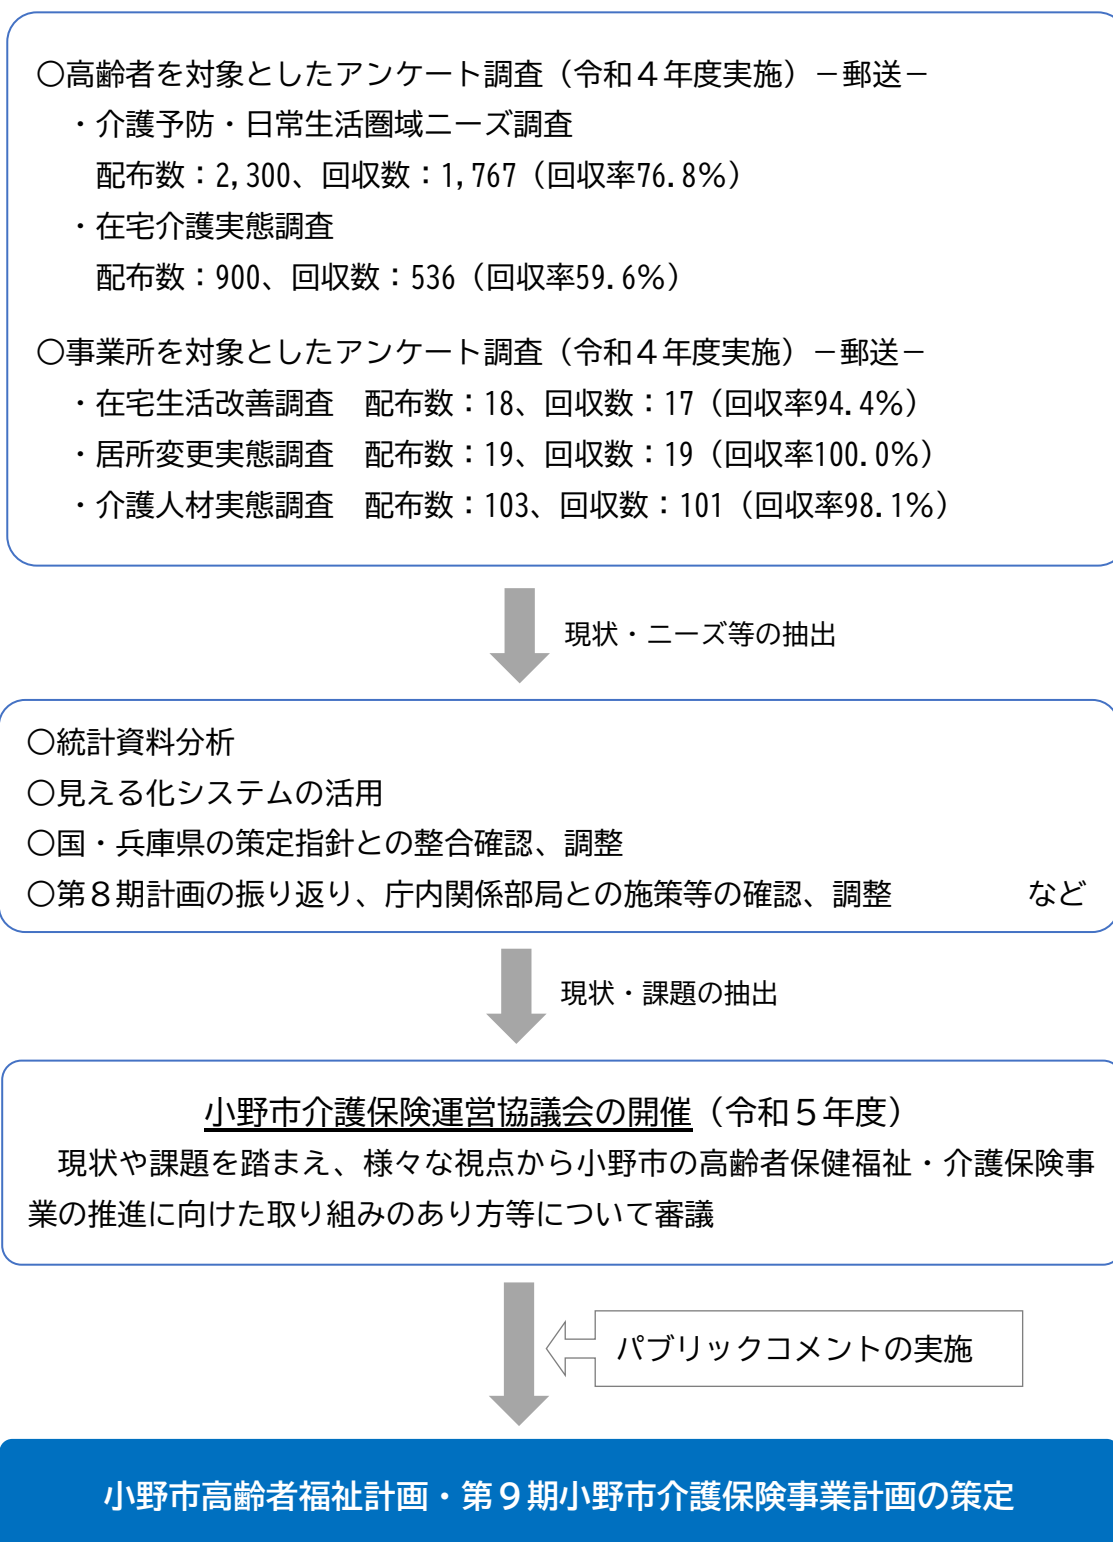 〇高齢者を対象としたアンケート調査（令和４年度実施）－郵送－
・介護予防・日常生活圏域ニーズ調査
配布数：2,300、回収数：1,767（回収率76.8％）
・在宅介護実態調査
配布数：900、回収数：536（回収率59.6％）
〇事業所を対象としたアンケート調査（令和４年度実施）－郵送－
・在宅生活改善調査　配布数：18、回収数：17（回収率94.4％）
・居所変更実態調査　配布数：19、回収数：19（回収率100.0％）
・介護人材実態調査　配布数：103、回収数：101（回収率98.1％）
現状・ニーズ等の抽出
〇統計資料分析
〇見える化システムの活用
〇国・兵庫県の策定指針との整合確認、調整
〇第８期計画の振り返り、庁内関係部局との施策等の確認、調整　　　　など
現状・課題の抽出
小野市介護保険運営協議会の開催（令和５年度）
現状や課題を踏まえ、様々な視点から小野市の高齢者保健福祉・介護保険事
業の推進に向けた取り組みのあり方等について審議
パブリックコメントの実施
小野市高齢者福祉計画・第９期小野市介護保険事業計画の策定